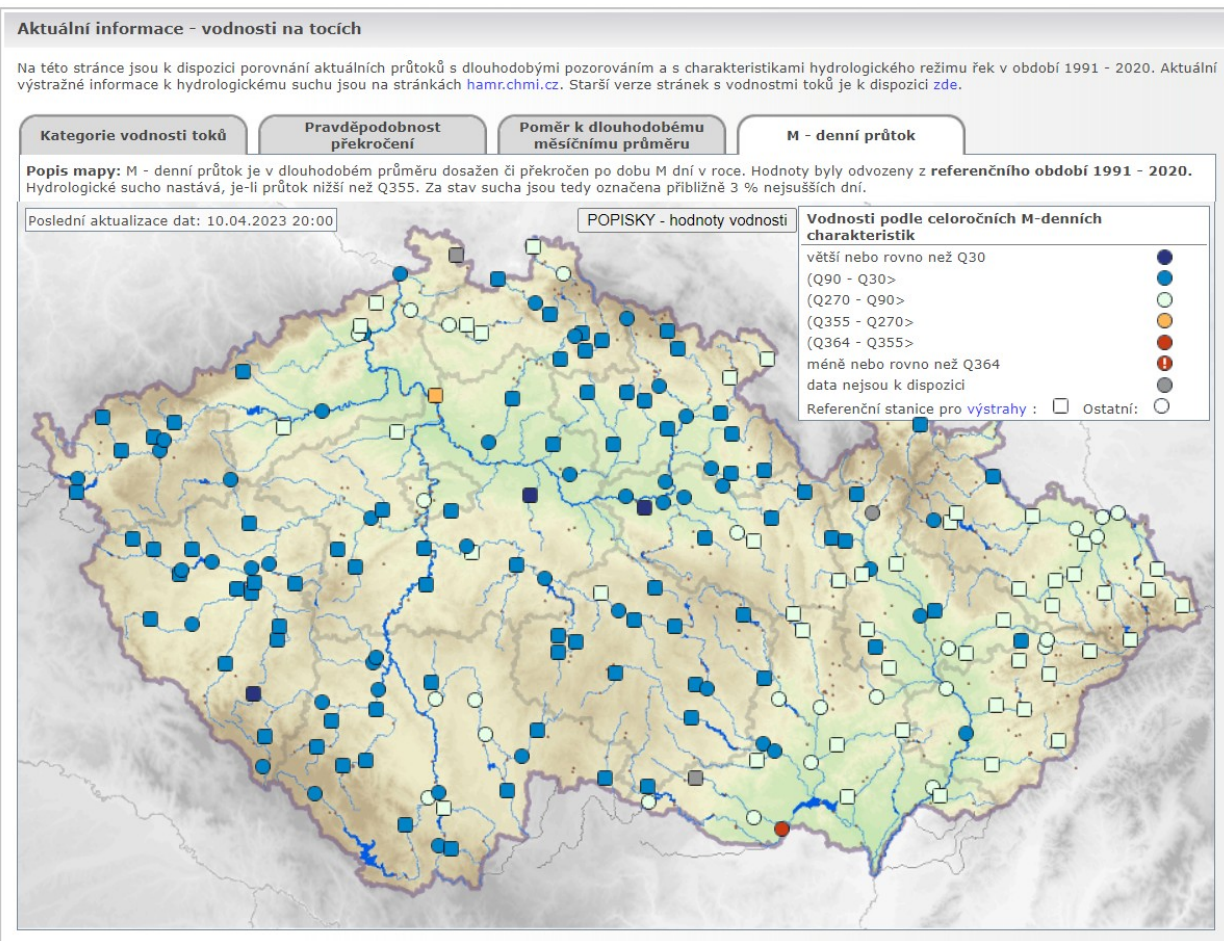 Aktuální informace - vodnosti na tocích
Na této stránce jsou k dispozici porovnání aktuálních průtoků s dlouhodobými pozorováním a s charakteristikami hydrologického režimu řek v období 1991 - 2020. Aktuální
výstražné informace k hydrologickému suchu jsou na stránkách hamr.chmi.cz. Starší verze stránek s vodnostmi toků je k dispozici zde.
Kategorie vodnosti toků
Pravděpodobnost
překročení
Poměr k dlouhodobému
měsíčnímu průměru
M - denní průtok
Popis mapy: M - denní průtok je v dlouhodobém průměru dosažen či překročen po dobu M dní v roce. Hodnoty byly odvozeny z referenčního období 1991 - 2020.
Hydrologické sucho nastává, je-li průtok nižší než Q355. Za stav sucha jsou tedy označena přibližně 3 % nejsušších dní.
Poslední aktualizace dat: 10.04.2023 20:00
POPISKY - hodnoty vodnosti
Vodnosti podle celoročních M-denních
charakteristik
větší nebo rovno než Q30
(Q90 - Q30>
(Q270 - Q90>
(Q355 - Q270>
(Q364 - Q355>
méně nebo rovno než Q364
data nejsou k dispozici
Referenční stanice pro výstrahy : Ostatní: